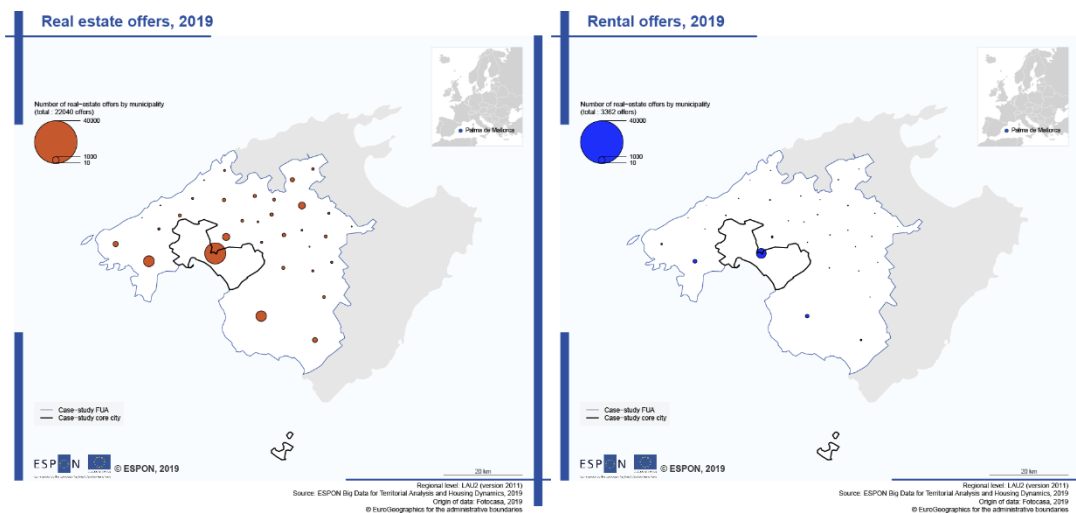 Real estate offers, 2019
Number of real-estate offers by municipality
(total : 22040 offers)
40000
1000
10
Palma de Mallorca
Case-study FUA
Case-study core city
ESPON
© ESPON, 2019
20 km
Regional level: LAU2 (version 2011)
Source: ESPON Big Data for Territorial Analysis and Housing Dynamics, 2019
Origin of data: Fotocasa, 2019
© EuroGeographics for the administrative boundaries
Rental offers, 2019
Number of real-estate offers by municipality
(total : 3362 offers)
40000
1000
10
Palma de Mallorca
Case-study FUA
Case-study core city
ESPON
© ESPON, 2019
20 km
Regional level: LAU2 (version 2011)
Source: ESPON Big Data for Territorial Analysis and Housing Dynamics, 2019
Origin of data: Fotocasa, 2019
© EuroGeographics for the administrative boundaries